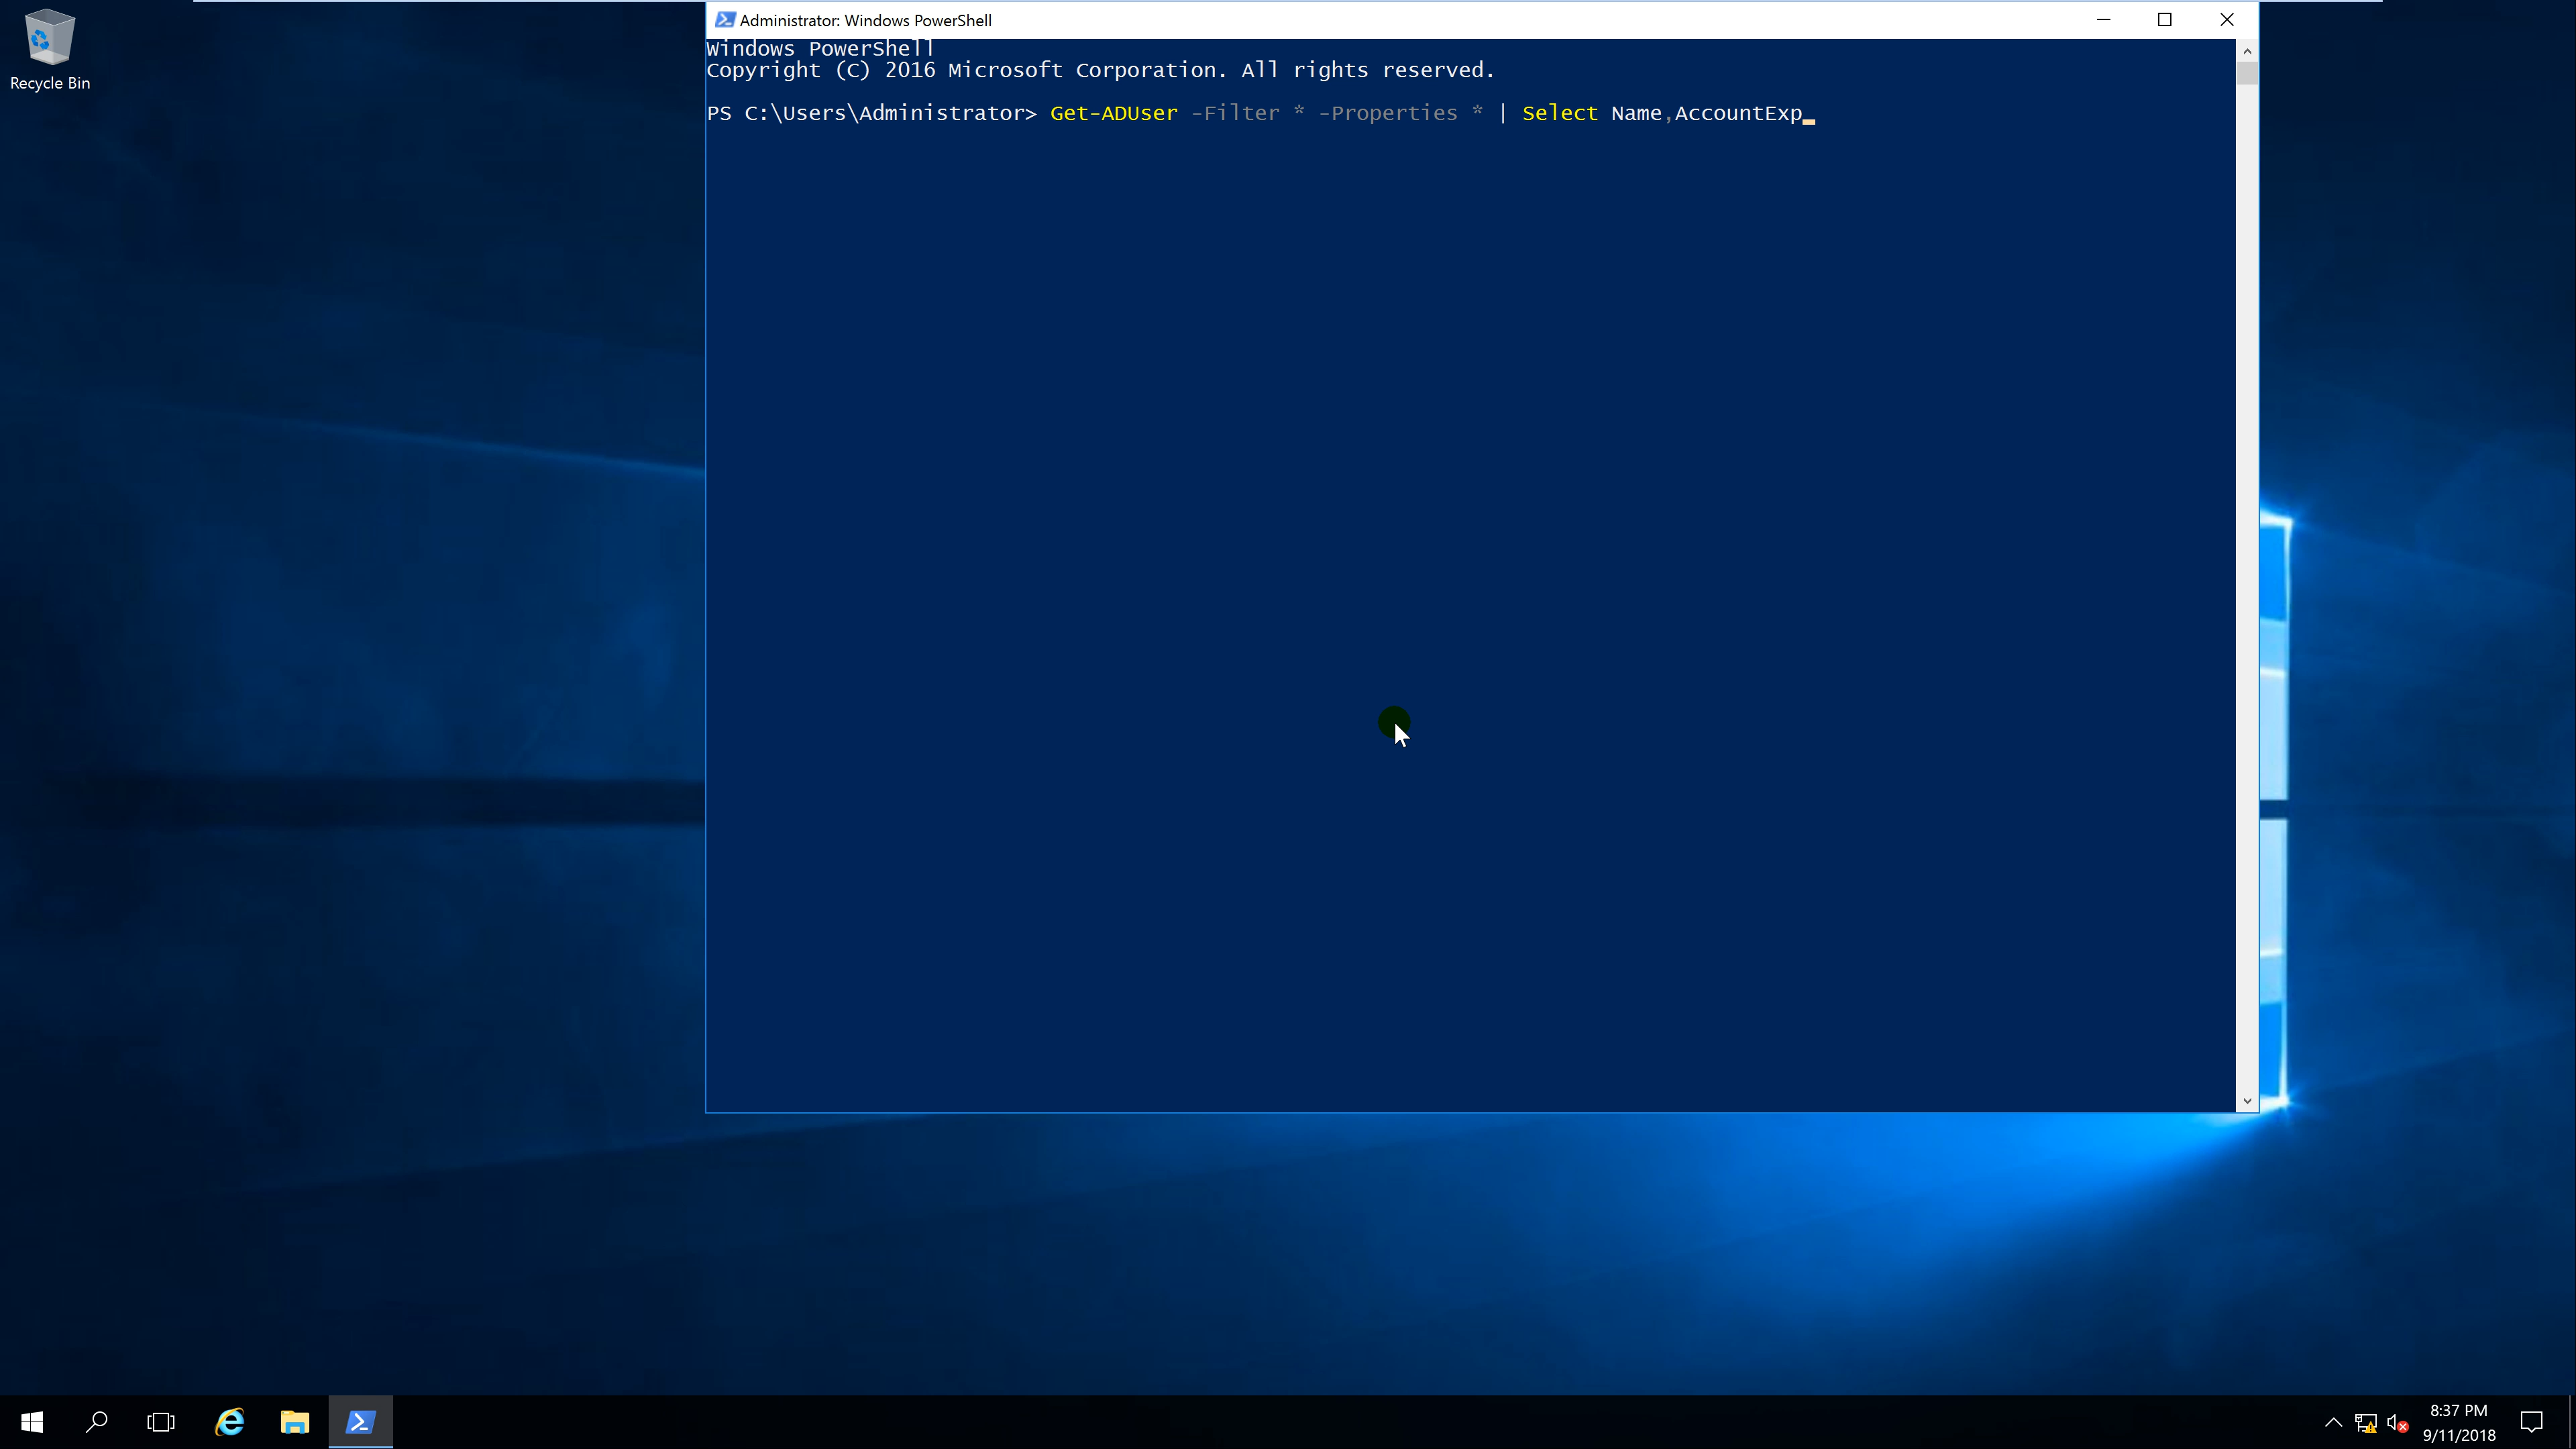 Recycle Bin
Administrator: Windows PowerShell
Windows PowerShell
Copyright (C) 2016 Microsoft Corporation. All rights reserved.
PS C:\Users\Administrator> Get-ADUser -Filter * -Properties * | Select Name,AccountExp_
8:37 PM
9/11/2018